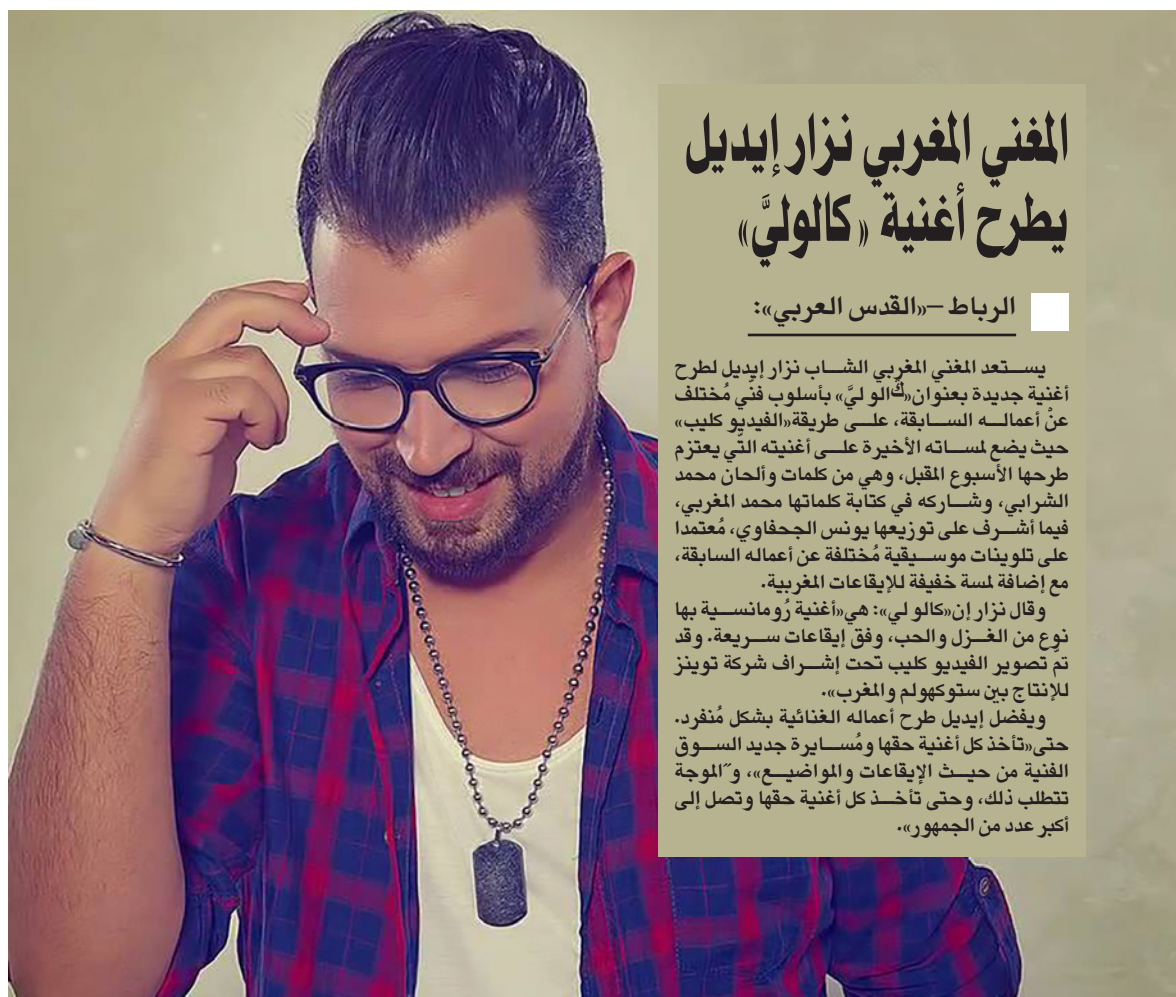 المغني المغربي نزار إيديل
يطرح أغنية «كالوليَّ»
الرباط –«القدس العربي»:
يستعد المغني المغربي الشاب نزار إيديل لطرح
أغنية جديدة بعنوان«ﯖالو ليَّ» بأسلوب فنّي مُختلف
عنْ أعماله السابقة، على طريقة«الفيديو كليب»
حيث يضع لمساته الأخيرة على أغنيته التّي يعتزم
طرحها الأسبوع المقبل، وهي من كلمات وألحان محمد
الشرابي، وشاركه في كتابة كلماتها محمد المغربي،
فيما أشرف على توزيعها يونس الجحفاوي، مُعتمدا
على تلوينات موسيقية مُختلفة عن أعماله السابقة،
مع إضافة لمسة خفيفة للإيقاعات المغربية.
وقال نزار إن«كالو لي»: هي«أغنية رُومانسية بها
نوع من الغزل والحب، وفق إيقاعات سريعة. وقد
تم تصوير الفيديو كليب تحت إشراف شركة توينز
للإنتاج بين ستوكهولم والمغرب».
ويفضل إيديل طرح أعماله الغنائية بشكل مُنفرد.
حتى«تأخذ كل أغنية حقها ومُسايرة جديد السوق
الفنية من حيث الإيقاعات والمواضيع»، و"الموجة
تتطلب ذلك، وحتى تأخذ كل أغنية حقها وتصل إلى
أكبر عدد من الجمهور».